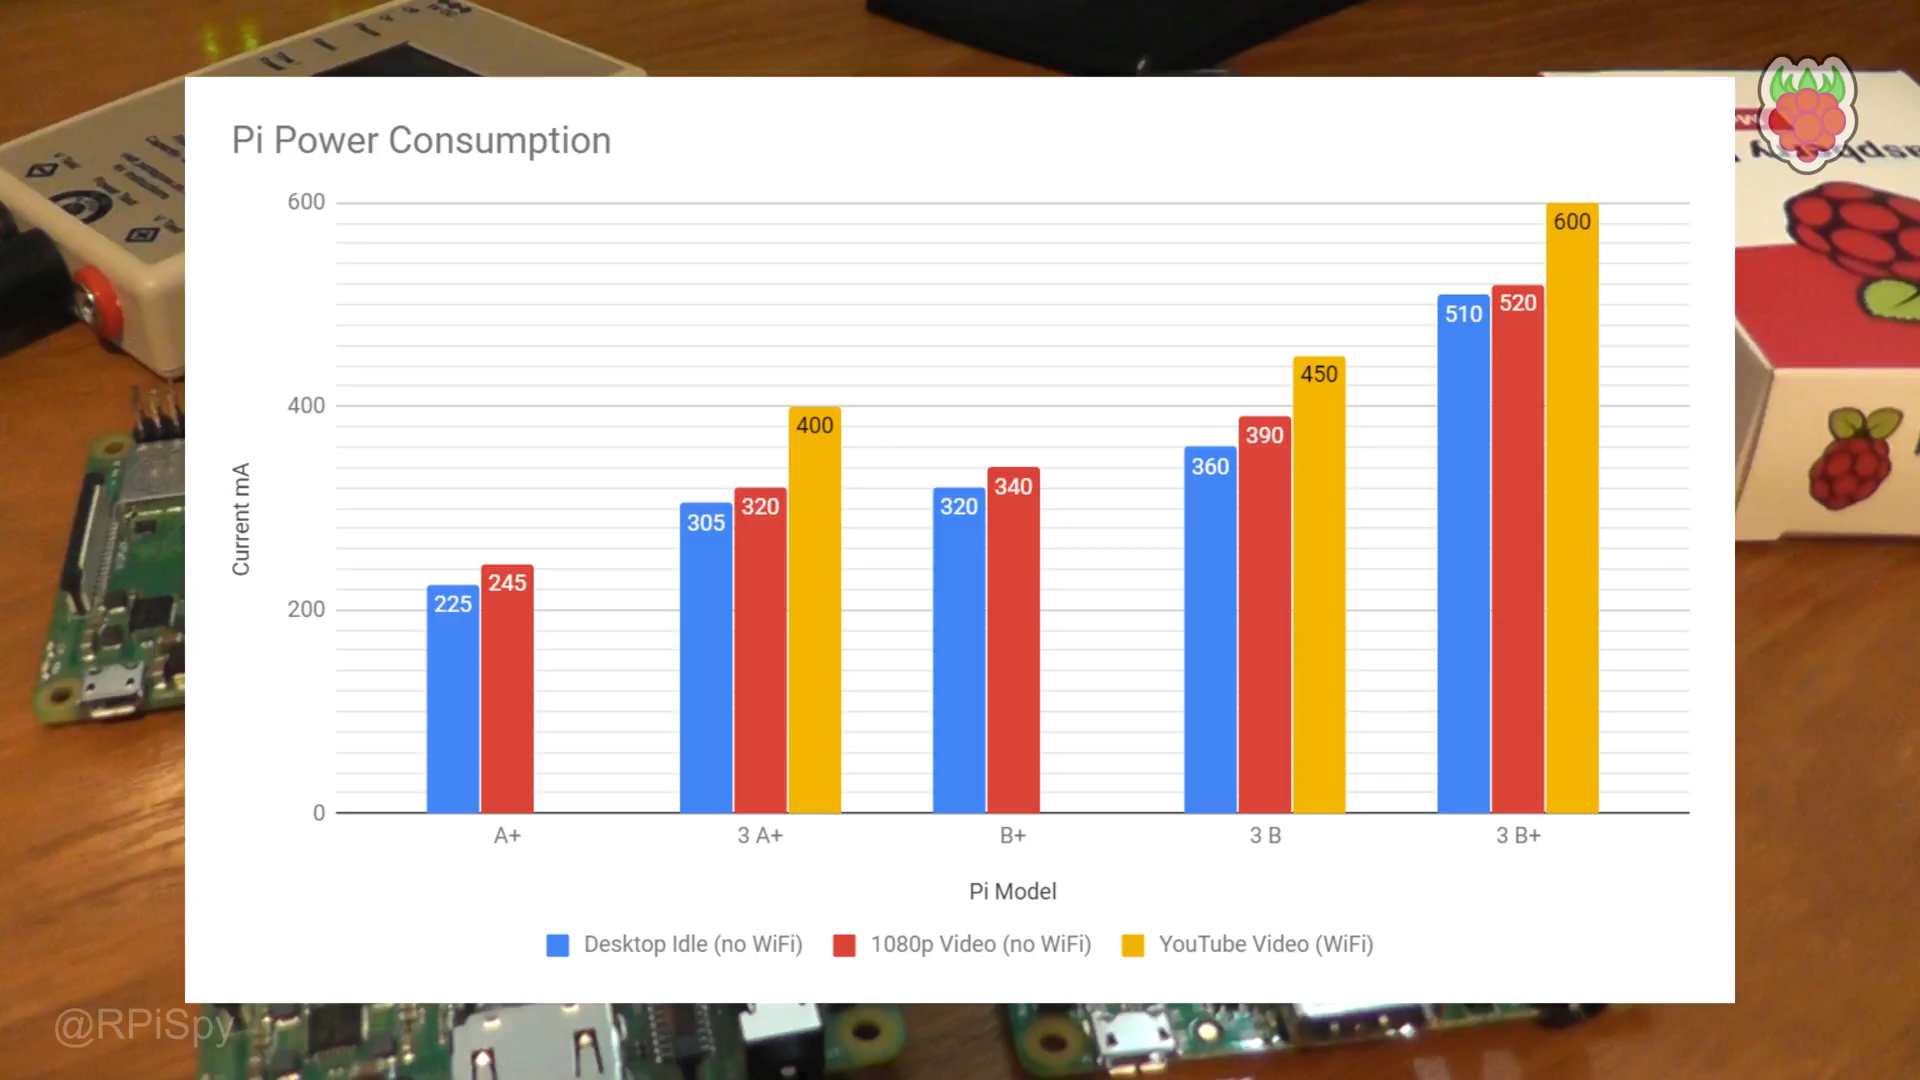 Pi Power Consumption
600
400
200
0
Current mA
225
245
305
320
400
320
340
360
390
450
510
520
600
A+
3 A+
B+
3 B
3 B+
Pi Model
Desktop Idle (no WiFi)
1080p Video (no WiFi)
YouTube Video (WiFi)
@RPiSpy